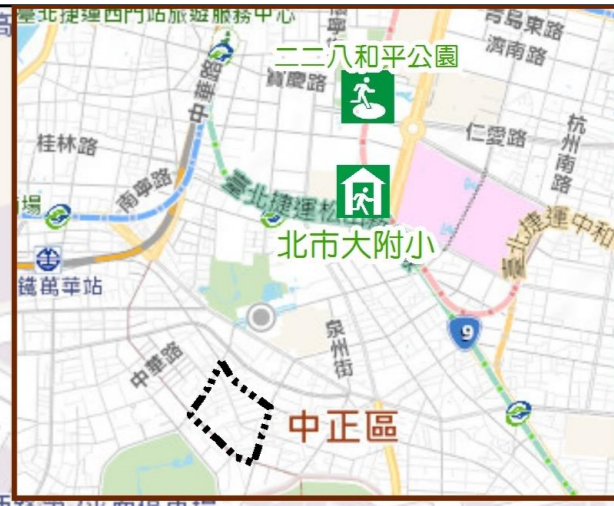 臺北捷運西門站旅遊服務中心
青島東路
濟南路
二二八和平公園
寶慶路
中華路
仁愛路
杭州南路
桂林路
南寧路
場
臺北捷運松
北市大附小
臺北捷運中和
鐵萬華站
泉州街
9
中華路
中正區